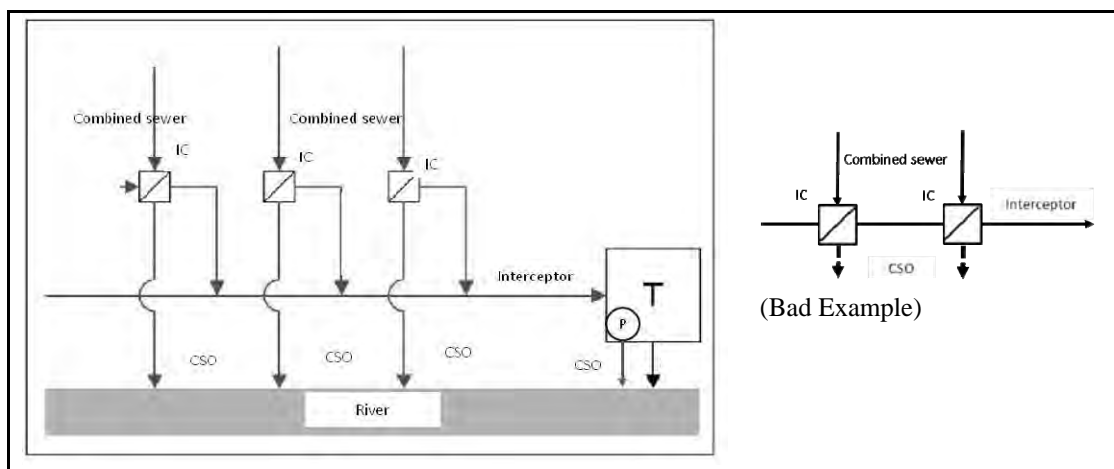 Combined sewer
Combined sewer
IC
IC
IC
Interceptor
T
P
CSO
CSO
CSO
CSO
River
Combined sewer
IC
IC
Interceptor
CSO
(Bad Example)